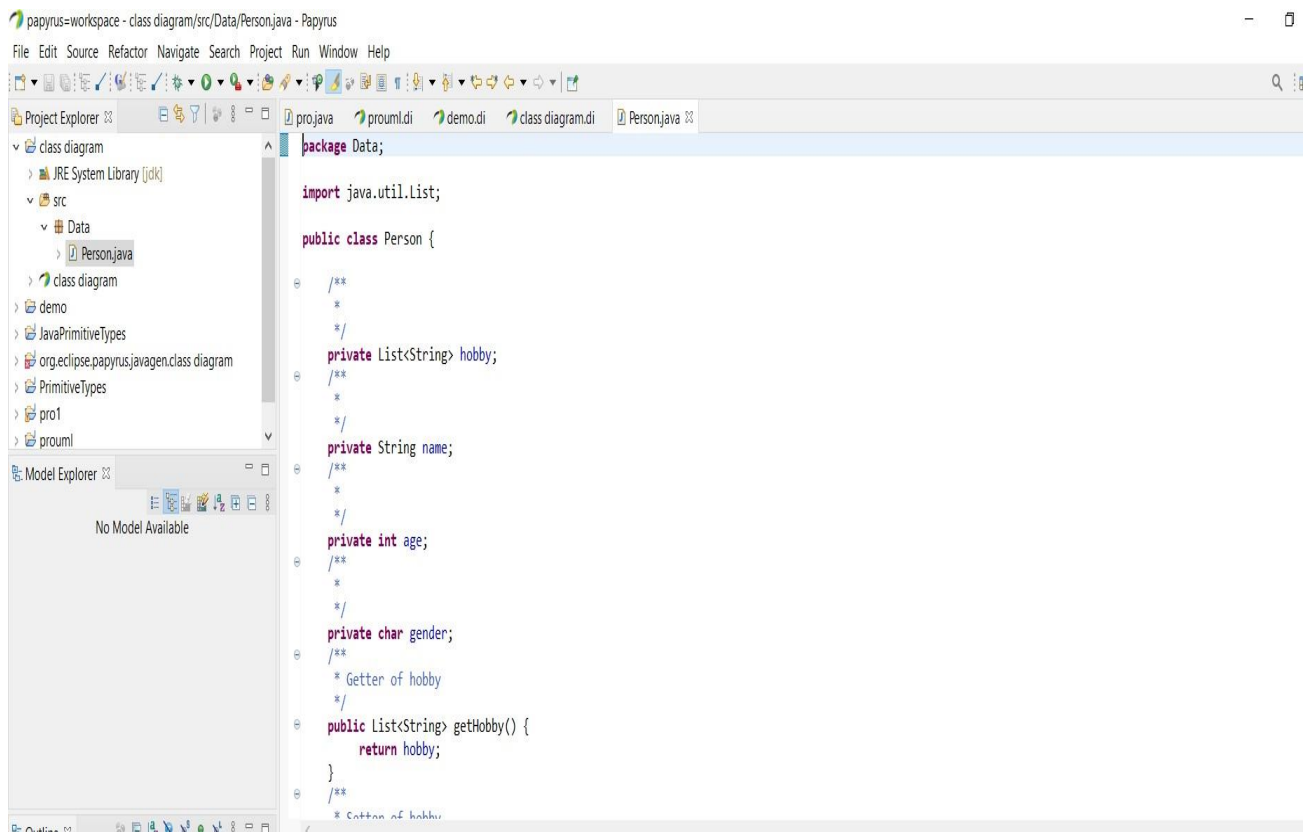 papyrus=workspace - class diagram/src/Data/Person.java - Papyrus
File Edit Source Refactor Navigate Search Project Run Window Help
Project Explorer
pro.java prouml.di demo.di class diagram.di Person.java
class diagram
JRE System Library [jdk]
src
Data
Person.java
class diagram
demo
JavaPrimitiveTypes
org.eclipse.papyrus.javagen.class diagram
PrimitiveTypes
pro1
prouml
Model Explorer
No Model Available
Outline
package Data;
import java.util.List;
public class Person {
/**
*
*/
private List<String> hobby;
/**
*
*/
private String name;
/**
*
*/
private int age;
/**
*
*/
private char gender;
/**
* Getter of hobby
*/
public List<String> getHobby() {
return hobby;
}
/**
* Setter of hobby